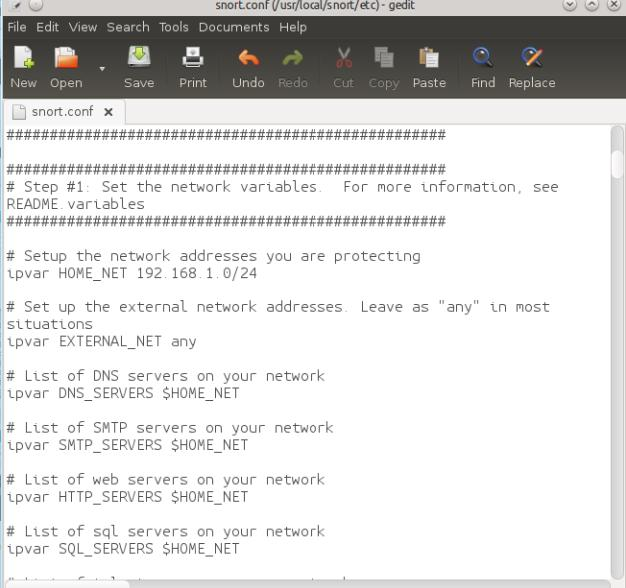 snort.conf (/usr/local/snort/etc) - gedit
File Edit View Search Tools Documents Help
New Open Save Print Undo Redo Cut Copy Paste Find Replace
snort.conf x
###################################################
###################################################
# Step #1: Set the network variables.  For more information, see
README.variables
###################################################
# Setup the network addresses you are protecting
ipvar HOME_NET 192.168.1.0/24
# Set up the external network addresses. Leave as "any" in most
situations
ipvar EXTERNAL_NET any
# List of DNS servers on your network
ipvar DNS_SERVERS $HOME_NET
# List of SMTP servers on your network
ipvar SMTP_SERVERS $HOME_NET
# List of web servers on your network
ipvar HTTP_SERVERS $HOME_NET
# List of sql servers on your network
ipvar SQL_SERVERS $HOME_NET